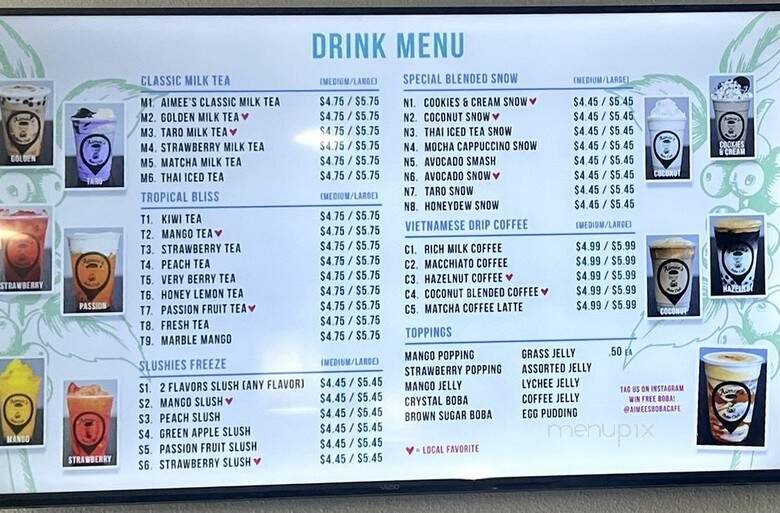 DRINK MENU
CLASSIC MILK TEA (MEDIUM/LARGE)
M1. AIMEE'S CLASSIC MILK TEA $4.75 / $5.75
M2. GOLDEN MILK TEA ♥ $4.75 / $5.75
M3. TARO MILK TEA ♥ $4.75 / $5.75
M4. STRAWBERRY MILK TEA $4.75 / $5.75
M5. MATCHA MILK TEA $4.75 / $5.75
M6. THAI ICED TEA $4.75 / $5.75
TROPICAL BLISS (MEDIUM/LARGE)
T1. KIWI TEA $4.75 / $5.75
T2. MANGO TEA ♥ $4.75 / $5.75
T3. STRAWBERRY TEA $4.75 / $5.75
T4. PEACH TEA $4.75 / $5.75
T5. VERY BERRY TEA $4.75 / $5.75
T6. HONEY LEMON TEA $4.75 / $5.75
T7. PASSION FRUIT TEA ♥ $4.75 / $5.75
T8. FRESH TEA $4.75 / $5.75
T9. MARBLE MANGO $4.75 / $5.75
SLUSHIES FREEZE (MEDIUM/LARGE)
S1. 2 FLAVORS SLUSH (ANY FLAVOR) $4.45 / $5.45
S2. MANGO SLUSH ♥ $4.45 / $5.45
S3. PEACH SLUSH $4.45 / $5.45
S4. GREEN APPLE SLUSH $4.45 / $5.45
S5. PASSION FRUIT SLUSH $4.45 / $5.45
S6. STRAWBERRY SLUSH ♥ $4.45 / $5.45
SPECIAL BLENDED SNOW (MEDIUM/LARGE)
N1. COOKIES & CREAM SNOW ♥ $4.45 / $5.45
N2. COCONUT SNOW ♥ $4.45 / $5.45
N3. THAI ICED TEA SNOW $4.45 / $5.45
N4. MOCHA CAPPUCCINO SNOW $4.45 / $5.45
N5. AVOCADO SMASH $4.45 / $5.45
N6. AVOCADO SNOW ♥ $4.45 / $5.45
N7. TARO SNOW $4.45 / $5.45
N8. HONEYDEW SNOW $4.45 / $5.45
VIETNAMESE DRIP COFFEE (MEDIUM/LARGE)
C1. RICH MILK COFFEE $4.99 / $5.99
C2. MACCHIATO COFFEE $4.99 / $5.99
C3. HAZELNUT COFFEE ♥ $4.99 / $5.99
C4. COCONUT BLENDED COFFEE ♥ $4.99 / $5.99
C5. MATCHA COFFEE LATTE $4.99 / $5.99
TOPPINGS
MANGO POPPING GRASS JELLY .50 EA
STRAWBERRY POPPING ASSORTED JELLY
MANGO JELLY LYCHEE JELLY
CRYSTAL BOBA COFFEE JELLY
BROWN SUGAR BOBA EGG PUDDING
♥ = LOCAL FAVORITE
TAG US ON INSTAGRAM
WIN FREE BOBA!
@AIMEESBOBACAFE
GOLDEN
TARO
STRAWBERRY
PASSION
MANGO
STRAWBERRY
COCONUT
COOKIES
& CREAM
COCONUT
HAZELNUT
menupix
VIZIO